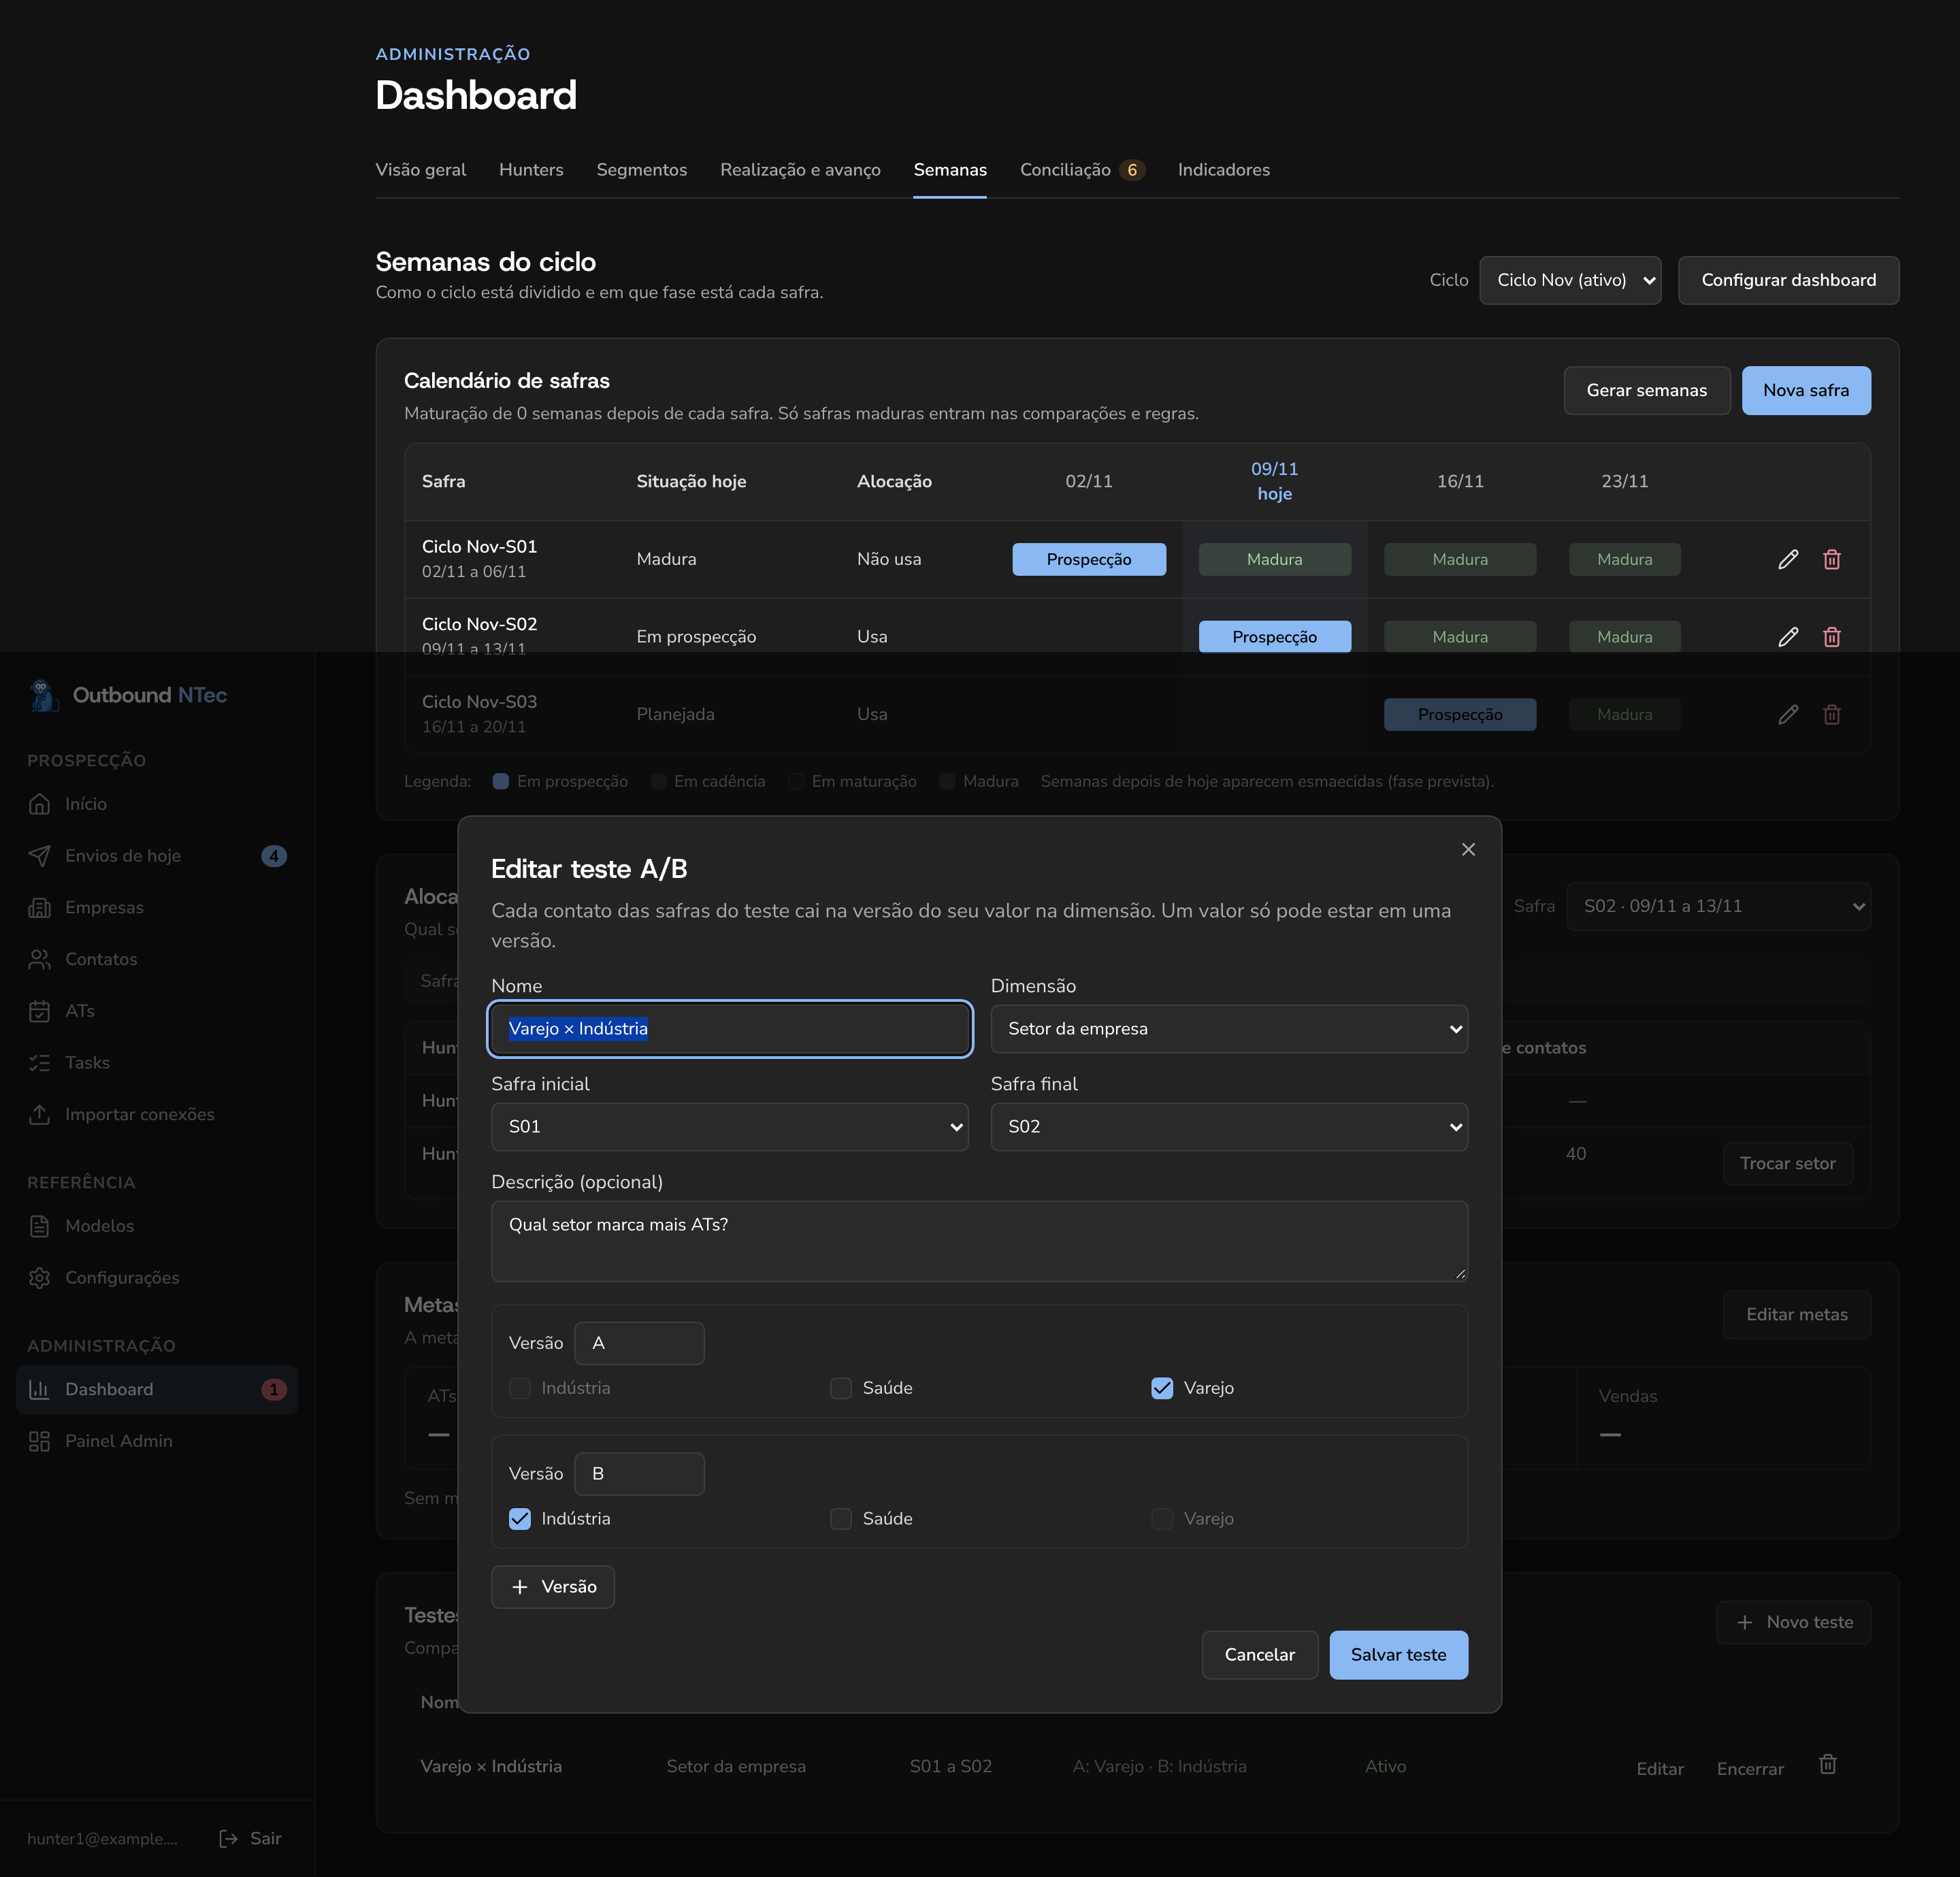 ADMINISTRAÇÃO
Dashboard
Visão geral Hunters Segmentos Realização e avanço Semanas Conciliação 6 Indicadores
Semanas do ciclo
Como o ciclo está dividido e em que fase está cada safra.
Ciclo Ciclo Nov (ativo) Configurar dashboard
Calendário de safras
Maturação de 0 semanas depois de cada safra. Só safras maduras entram nas comparações e regras.
Gerar semanas Nova safra
Safra Situação hoje Alocação 02/11 09/11 hoje 16/11 23/11
Ciclo Nov-S01 Madura Não usa Prospecção Madura Madura Madura
02/11 a 06/11
Ciclo Nov-S02 Em prospecção Usa Prospecção Madura Madura
09/11 a 13/11
Ciclo Nov-S03 Planejada Usa Prospecção Madura
16/11 a 20/11
Legenda: Em prospecção Em cadência Em maturação Madura Semanas depois de hoje aparecem esmaecidas (fase prevista).
Outbound NTec
PROSPECÇÃO
Início
Envios de hoje 4
Empresas
Contatos
ATs
Tasks
Importar conexões
REFERÊNCIA
Modelos
Configurações
ADMINISTRAÇÃO
Dashboard 1
Painel Admin
hunter1@example.... Sair
Safra S02 · 09/11 a 13/11
contatos
—
40 Trocar setor
Editar metas
ATs
—
Vendas
—
Sem
Editar teste A/B
Cada contato das safras do teste cai na versão do seu valor na dimensão. Um valor só pode estar em uma
versão.
Nome Dimensão
Varejo × Indústria Setor da empresa
Safra inicial Safra final
S01 S02
Descrição (opcional)
Qual setor marca mais ATs?
Versão A
Indústria Saúde Varejo
Versão B
Indústria Saúde Varejo
+ Versão
Cancelar Salvar teste
+ Novo teste
Varejo × Indústria Setor da empresa S01 a S02 A: Varejo · B: Indústria Ativo Editar Encerrar